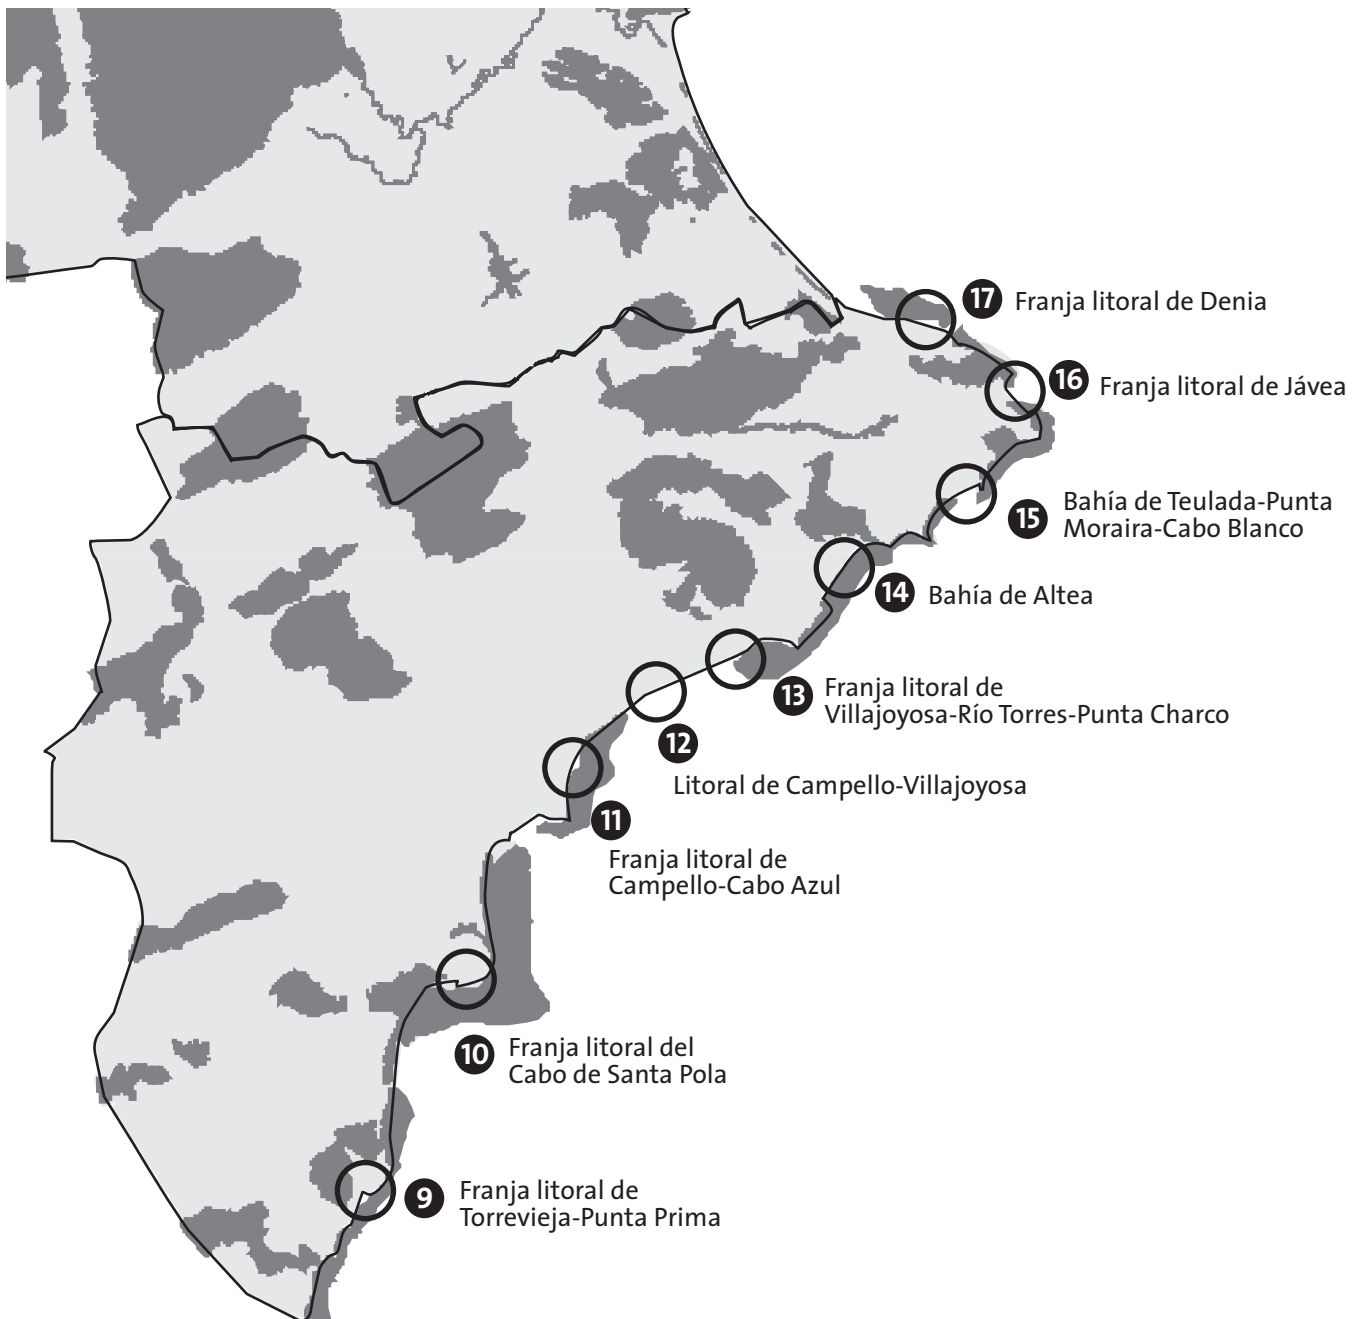 17 Franja litoral de Denia
16 Franja litoral de Jávea
15 Bahía de Teulada-Punta
Moraira-Cabo Blanco
14 Bahía de Altea
13 Franja litoral de
Villajoyosa-Río Torres-Punta Charco
12
Litoral de Campello-Villajoyosa
11
Franja litoral de
Campello-Cabo Azul
10 Franja litoral del
Cabo de Santa Pola
9 Franja litoral de
Torrevieja-Punta Prima